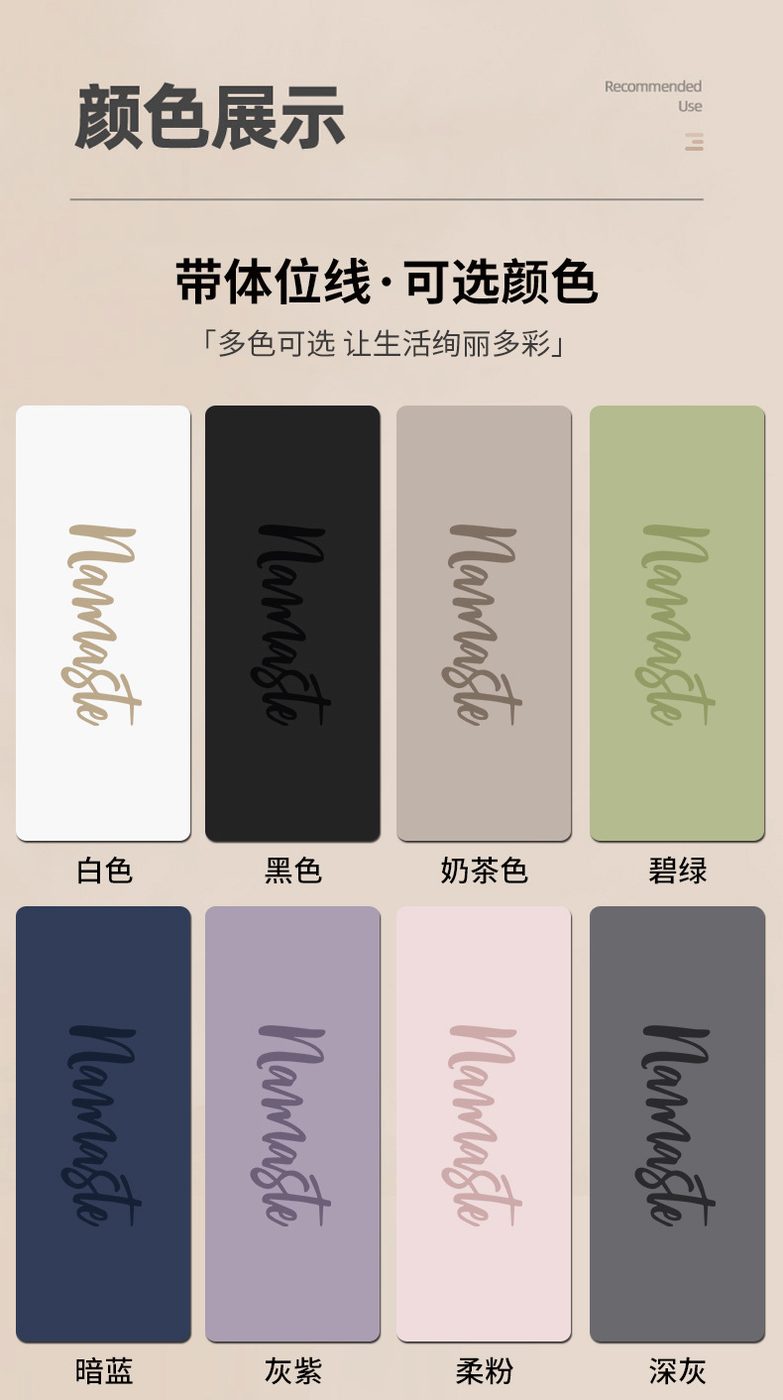 颜色展示
Recommended
Use
带体位线·可选颜色
「多色可选 让生活绚丽多彩」
Namaste
Namaste
Namaste
Namaste
白色
黑色
奶茶色
碧绿
Namaste
Namaste
Namaste
Namaste
暗蓝
灰紫
柔粉
深灰